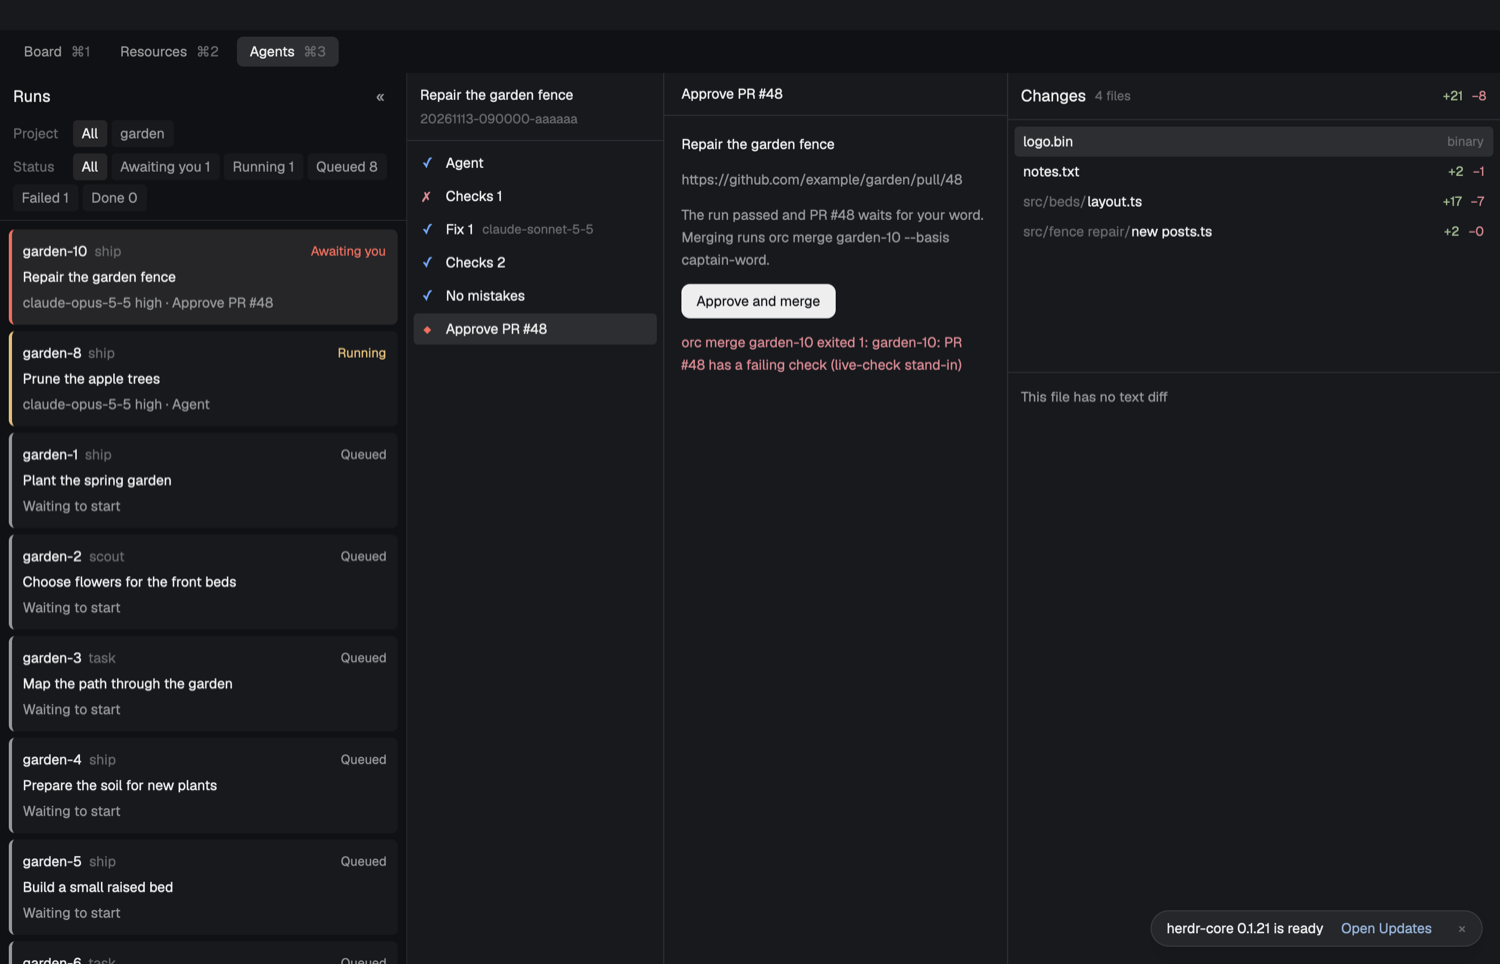 Board ⌘1 Resources ⌘2 Agents ⌘3
Runs «
Project All garden
Status All Awaiting you 1 Running 1 Queued 8
Failed 1 Done 0
garden-10 ship Awaiting you
Repair the garden fence
claude-opus-5-5 high · Approve PR #48
garden-8 ship Running
Prune the apple trees
claude-opus-5-5 high · Agent
garden-1 ship Queued
Plant the spring garden
Waiting to start
garden-2 scout Queued
Choose flowers for the front beds
Waiting to start
garden-3 task Queued
Map the path through the garden
Waiting to start
garden-4 ship Queued
Prepare the soil for new plants
Waiting to start
garden-5 ship Queued
Build a small raised bed
Waiting to start
garden-6 task Queued
Repair the garden fence
20261113-090000-aaaaaa
✓ Agent
✗ Checks 1
✓ Fix 1 claude-sonnet-5-5
✓ Checks 2
✓ No mistakes
◆ Approve PR #48
Approve PR #48
Repair the garden fence
https://github.com/example/garden/pull/48
The run passed and PR #48 waits for your word.
Merging runs orc merge garden-10 --basis
captain-word.
Approve and merge
orc merge garden-10 exited 1: garden-10: PR
#48 has a failing check (live-check stand-in)
Changes 4 files +21 −8
logo.bin binary
notes.txt +2 −1
src/beds/layout.ts +17 −7
src/fence repair/new posts.ts +2 −0
This file has no text diff
herdr-core 0.1.21 is ready Open Updates ×